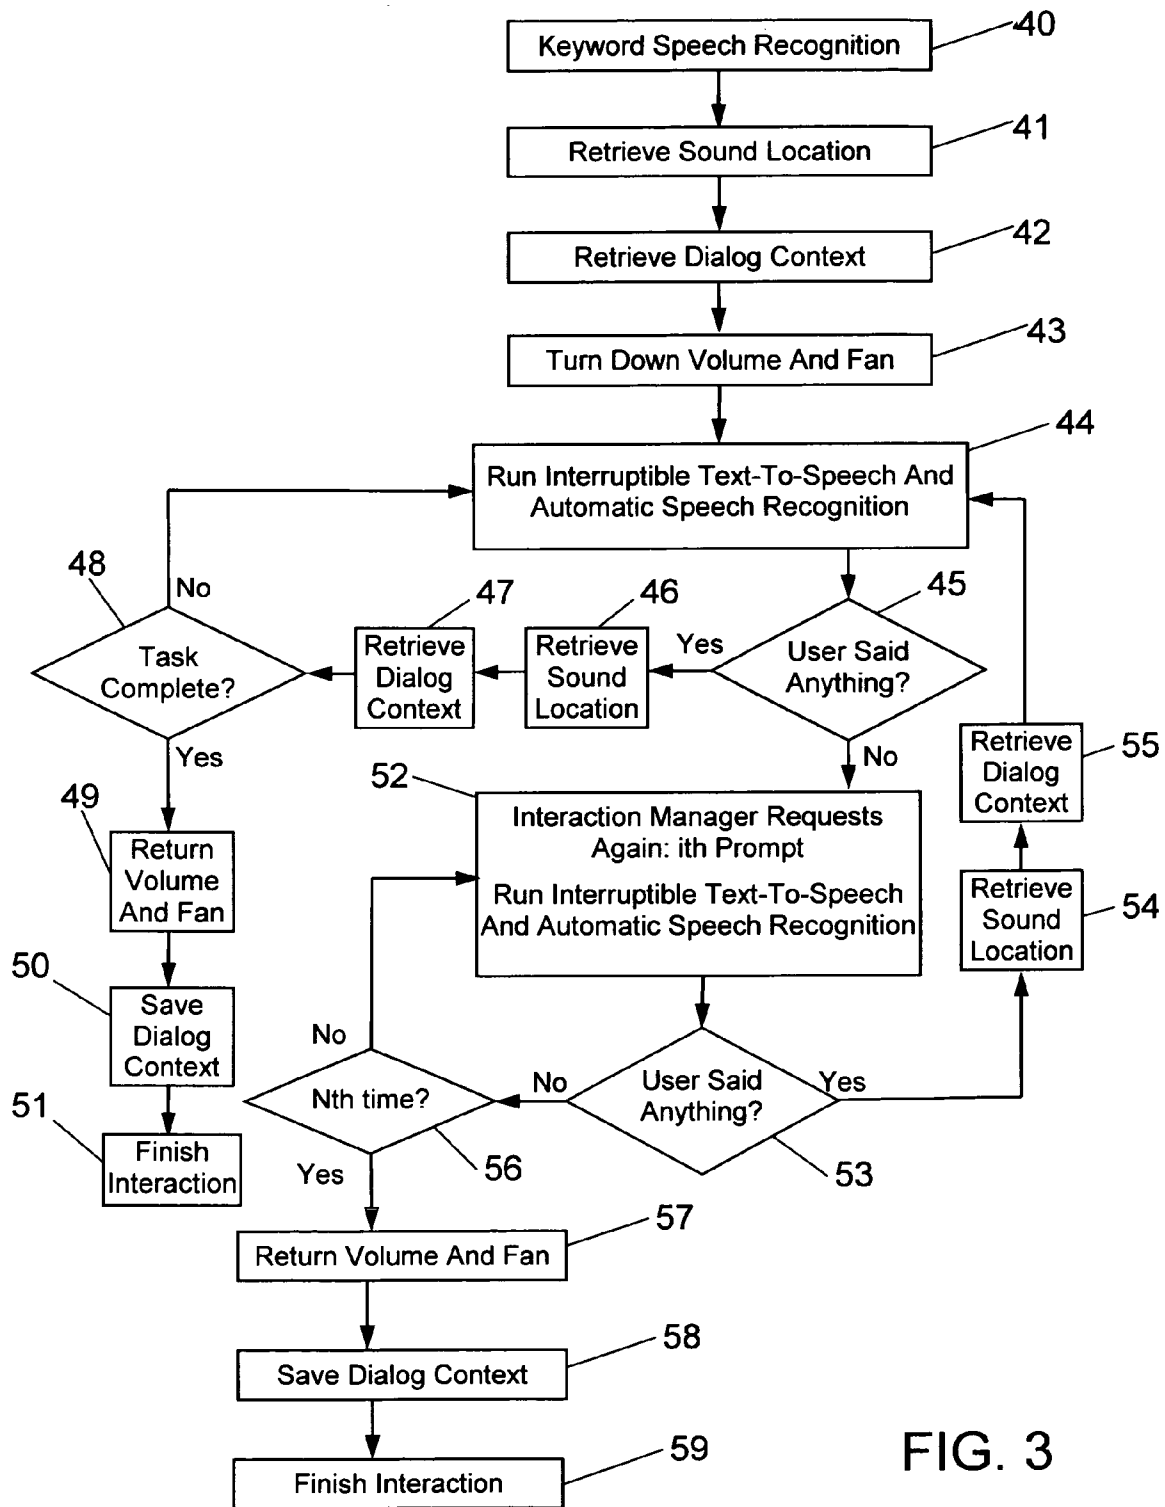 40
Keyword Speech Recognition
41
Retrieve Sound Location
42
Retrieve Dialog Context
43
Turn Down Volume And Fan
44
Run Interruptible Text-To-Speech And
Automatic Speech Recognition
48
No
47
46
45
Task
Complete?
Retrieve
Dialog
Context
Retrieve
Sound
Location
Yes
User Said
Anything?
Yes
No
55
Retrieve
Dialog
Context
49
Return
Volume
And Fan
52
Interaction Manager Requests
Again: ith Prompt
Run Interruptible Text-To-Speech
And Automatic Speech Recognition
54
Retrieve
Sound
Location
50
Save
Dialog
Context
No
51
Finish
Interaction
Nth time?
No
User Said
Anything?
Yes
56
53
Yes
57
Return Volume And Fan
58
Save Dialog Context
59
Finish Interaction
FIG. 3